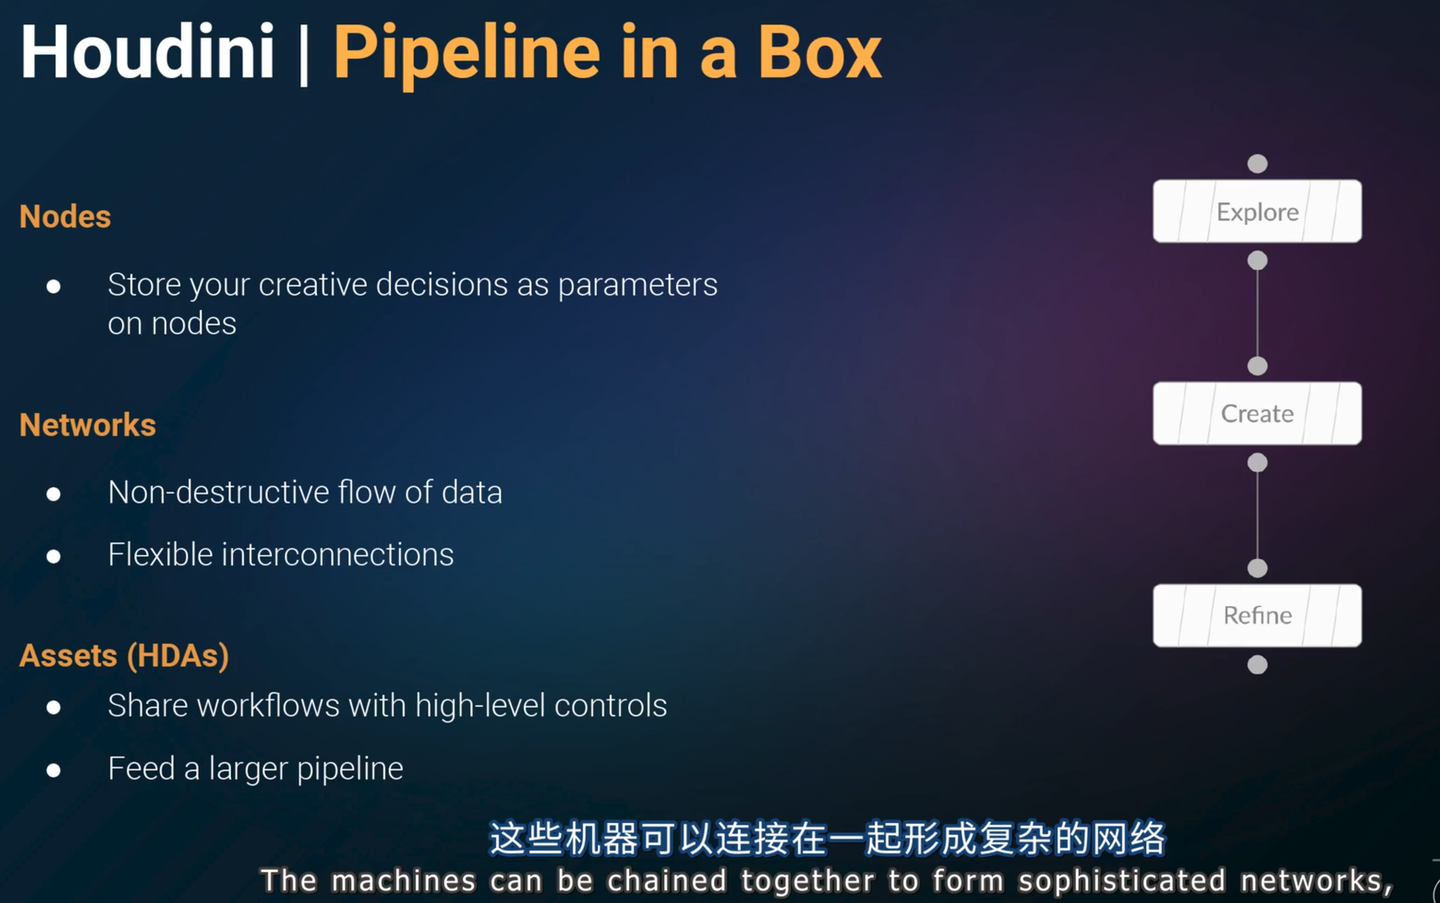 Houdini | Pipeline in a Box
Nodes
● Store your creative decisions as parameters
on nodes
Networks
● Non-destructive flow of data
● Flexible interconnections
Assets (HDAs)
● Share workflows with high-level controls
● Feed a larger pipeline
Explore
Create
Refine
这些机器可以连接在一起形成复杂的网络
The machines can be chained together to form sophisticated networks,